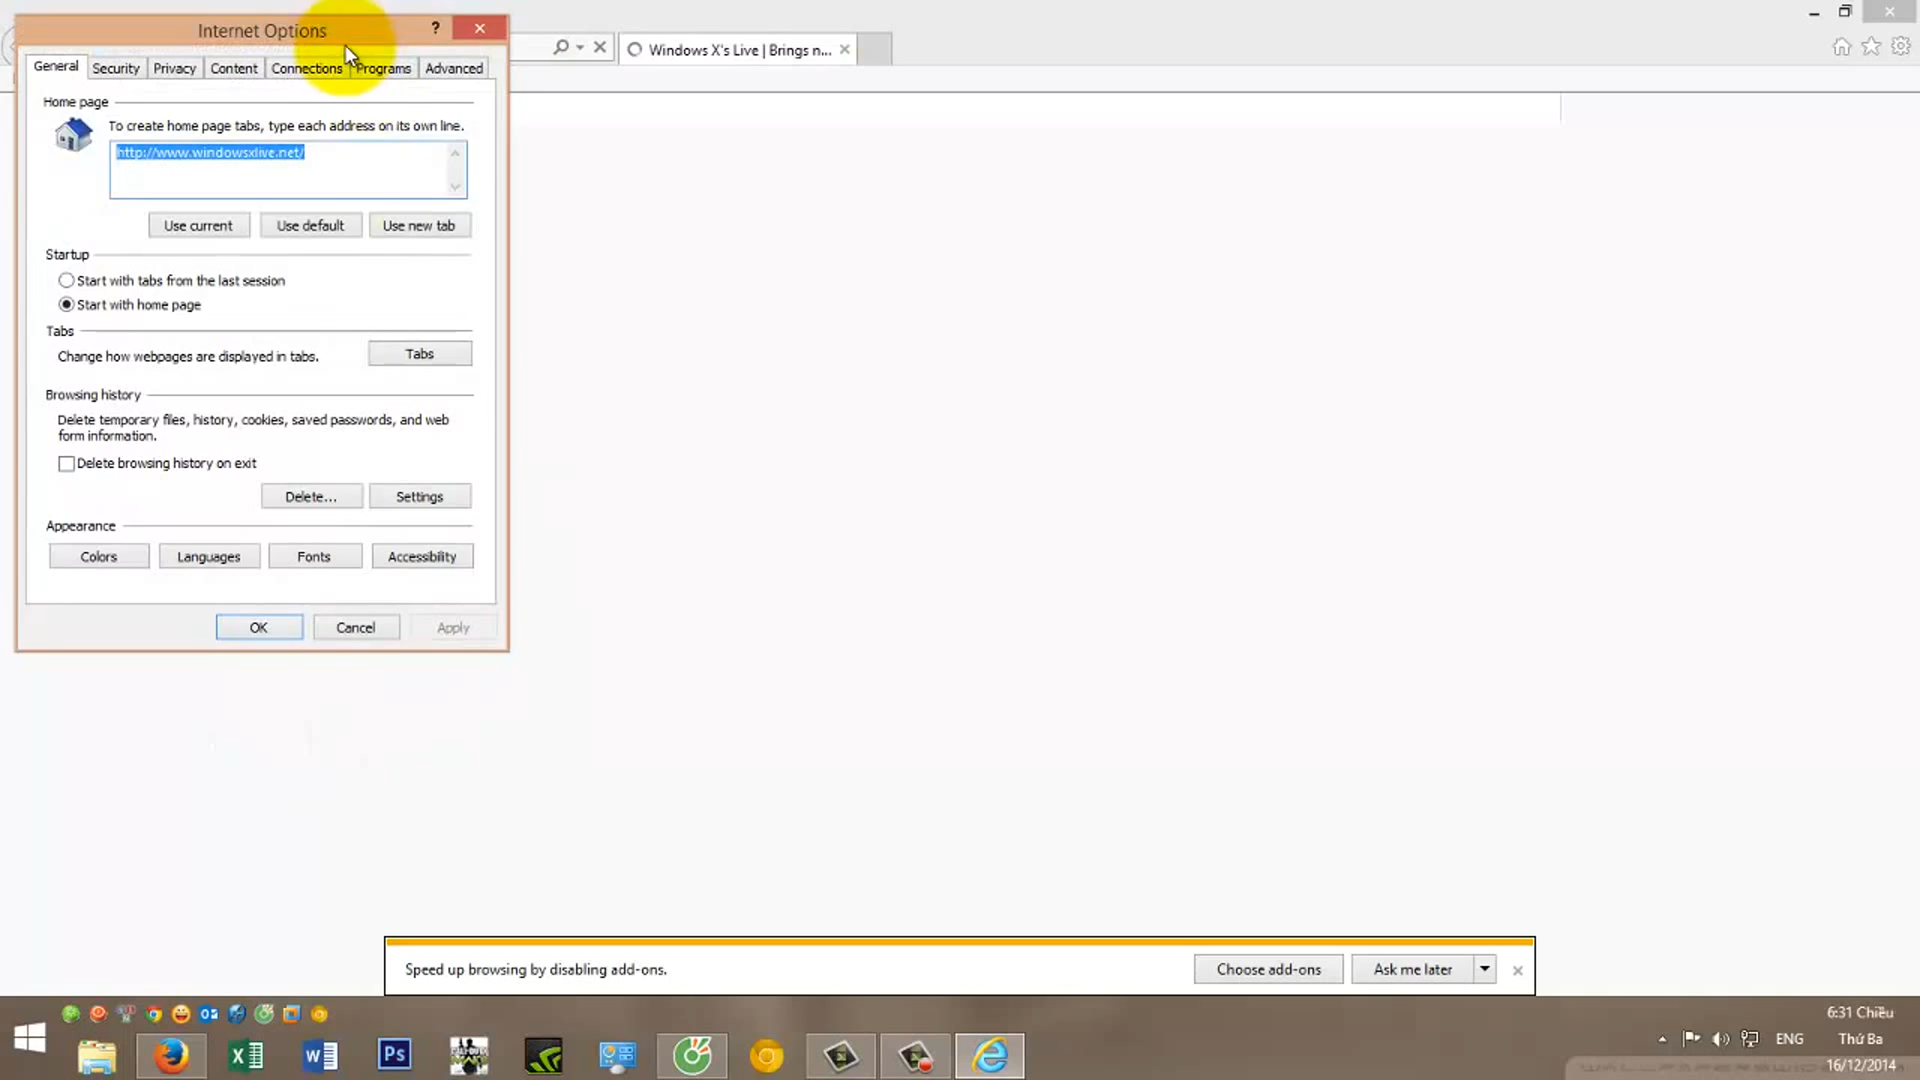 Internet Options
?
Windows X's Live | Brings n...
General
Security
Privacy
Content
Connections
Programs
Advanced
Home page
To create home page tabs, type each address on its own line.
http://www.windowsxlive.net/
Use current
Use default
Use new tab
Startup
Start with tabs from the last session
Start with home page
Tabs
Change how webpages are displayed in tabs.
Tabs
Browsing history
Delete temporary files, history, cookies, saved passwords, and web
form information.
Delete browsing history on exit
Delete...
Settings
Appearance
Colors
Languages
Fonts
Accessibility
OK
Cancel
Apply
Speed up browsing by disabling add-ons.
Choose add-ons
Ask me later
6:31 Chiều
ENG
Thứ Ba
16/12/2014
Ps